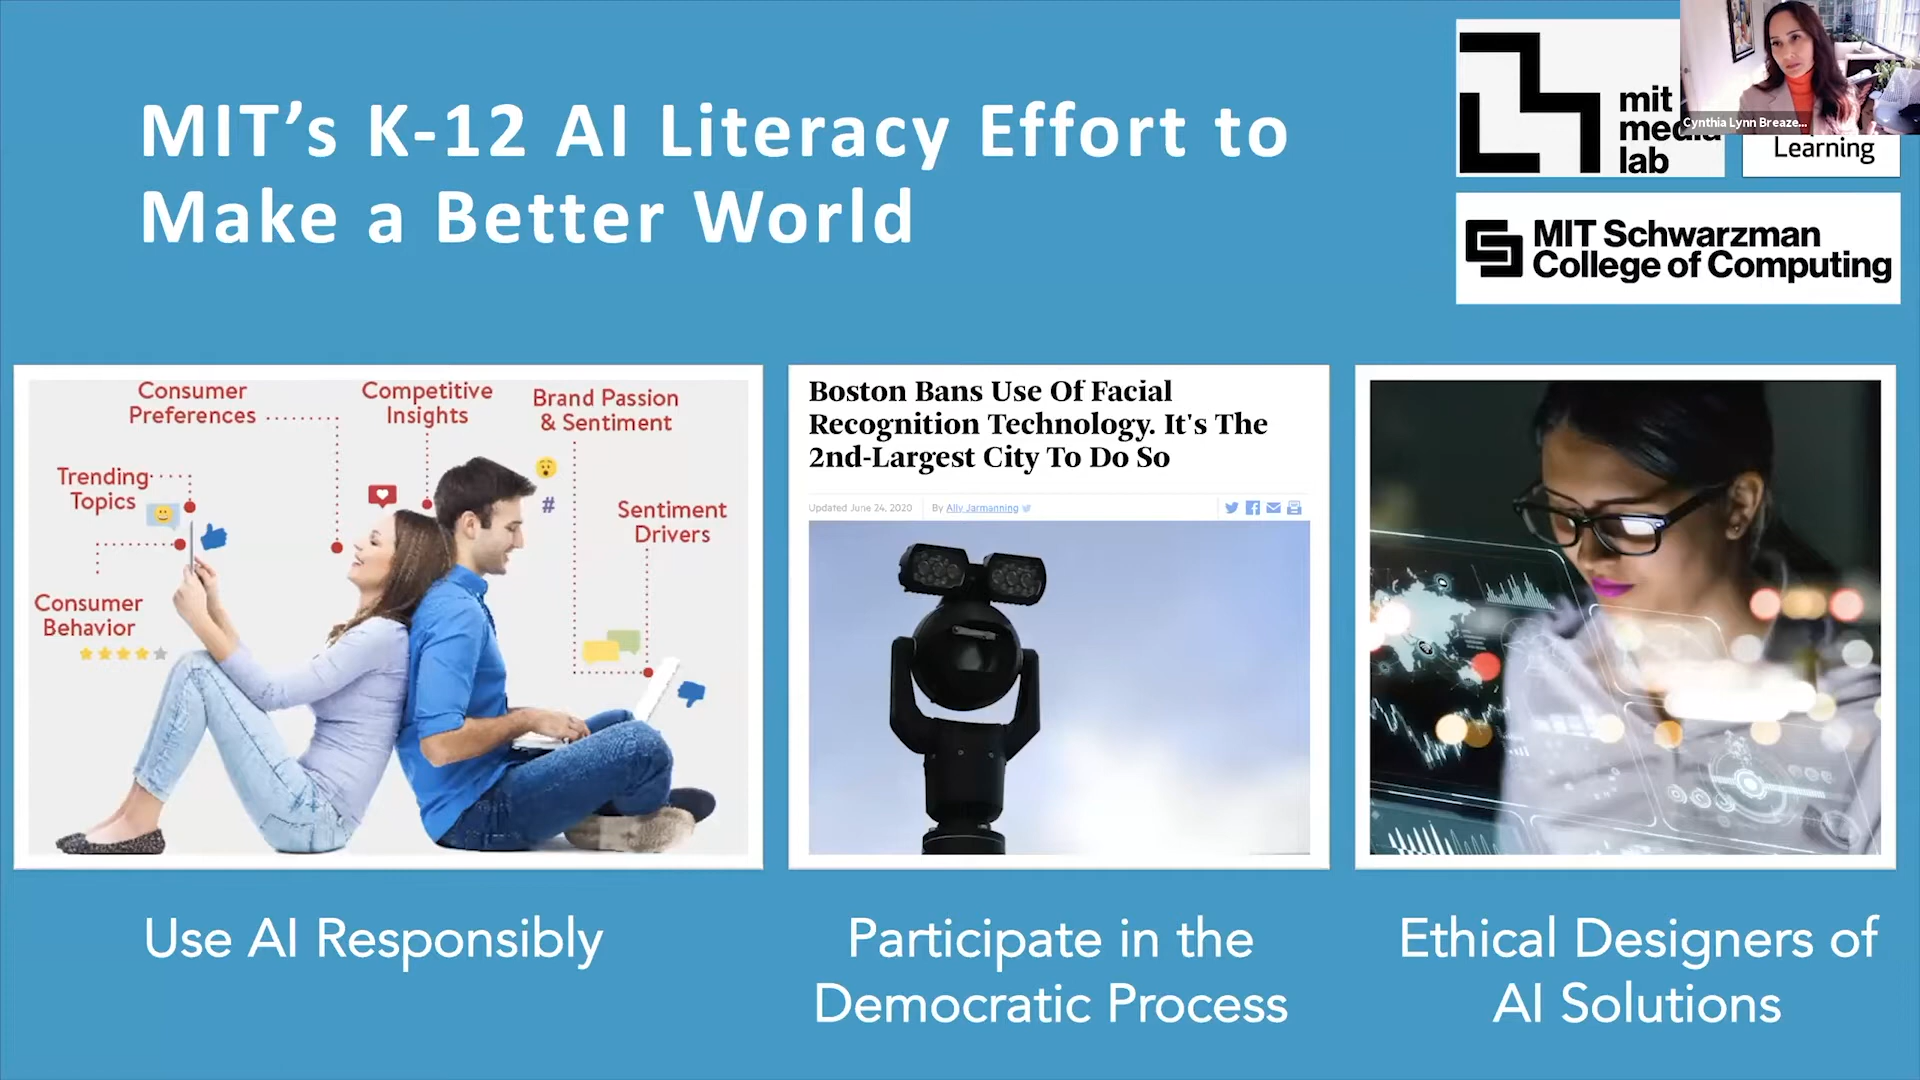 MIT's K-12 AI Literacy Effort to
Make a Better World
mit
media
lab
Cynthia Lynn Breaze...
Learning
MIT Schwarzman
College of Computing
Consumer
Preferences
Competitive
Insights
Brand Passion
& Sentiment
Trending
Topics
#
Sentiment
Drivers
Consumer
Behavior
Boston Bans Use Of Facial
Recognition Technology. It's The
2nd-Largest City To Do So
Updated June 24, 2020
By Ally Jarmanning
Use AI Responsibly
Participate in the
Democratic Process
Ethical Designers of
AI Solutions